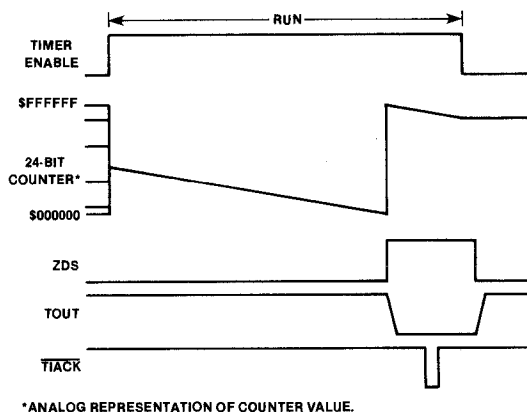 RUN
TIMER
ENABLE
$FFFFFF
24-BIT
COUNTER*
$000000
ZDS
TOUT
TIACK
*ANALOG REPRESENTATION OF COUNTER VALUE.